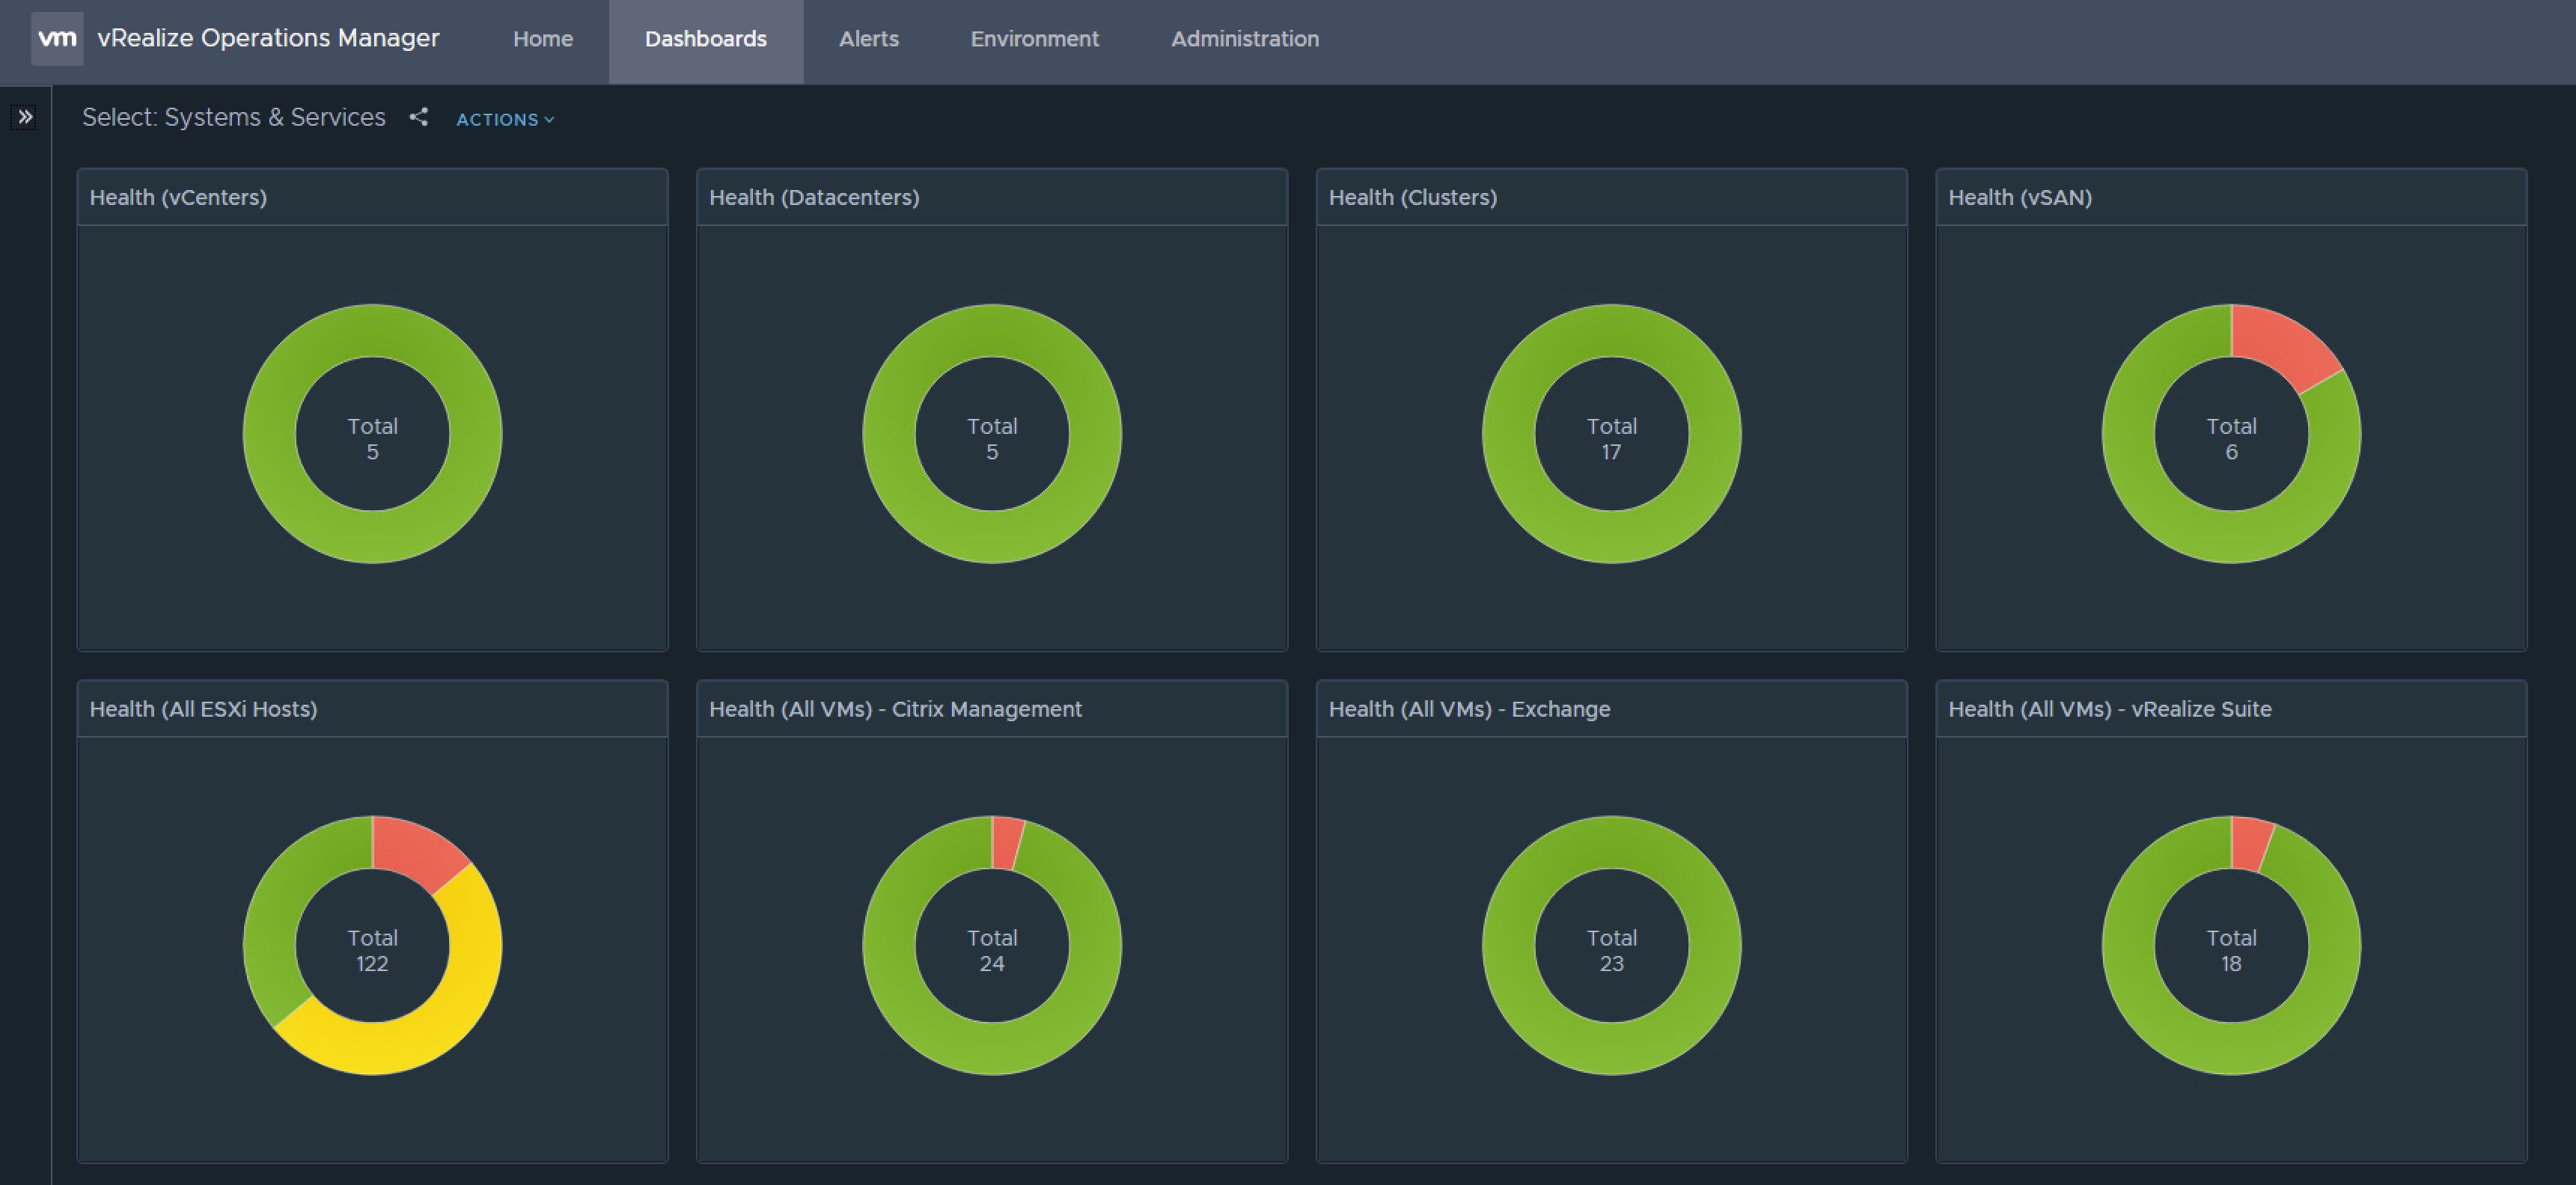 vm vRealize Operations Manager Home Dashboards Alerts Environment Administration
Select: Systems & Services ACTIONS
Health (vCenters)
Total
5
Health (Datacenters)
Total
5
Health (Clusters)
Total
17
Health (vSAN)
Total
6
Health (All ESXi Hosts)
Total
122
Health (All VMs) - Citrix Management
Total
24
Health (All VMs) - Exchange
Total
23
Health (All VMs) - vRealize Suite
Total
18